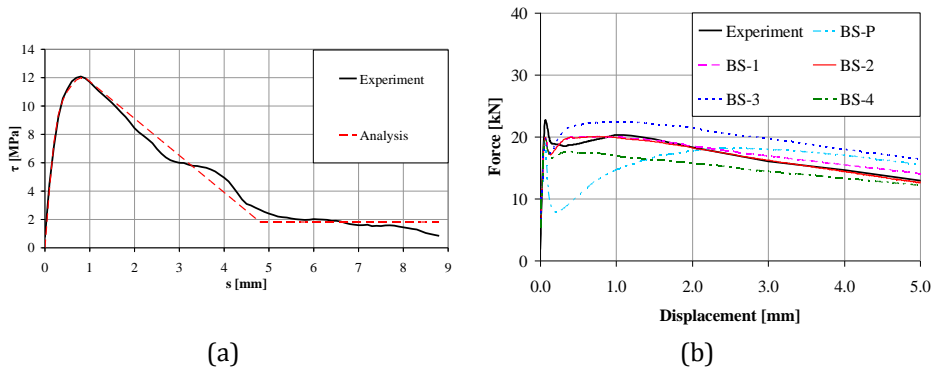 14
12
10
8
6
4
2
0
τ [MPa]
0 1 2 3 4 5 6 7 8 9
s [mm]
Experiment
Analysis
(a)
40
30
20
10
0
Force [kN]
0.0 1.0 2.0 3.0 4.0 5.0
Displacement [mm]
Experiment BS-P
BS-1 BS-2
BS-3 BS-4
(b)